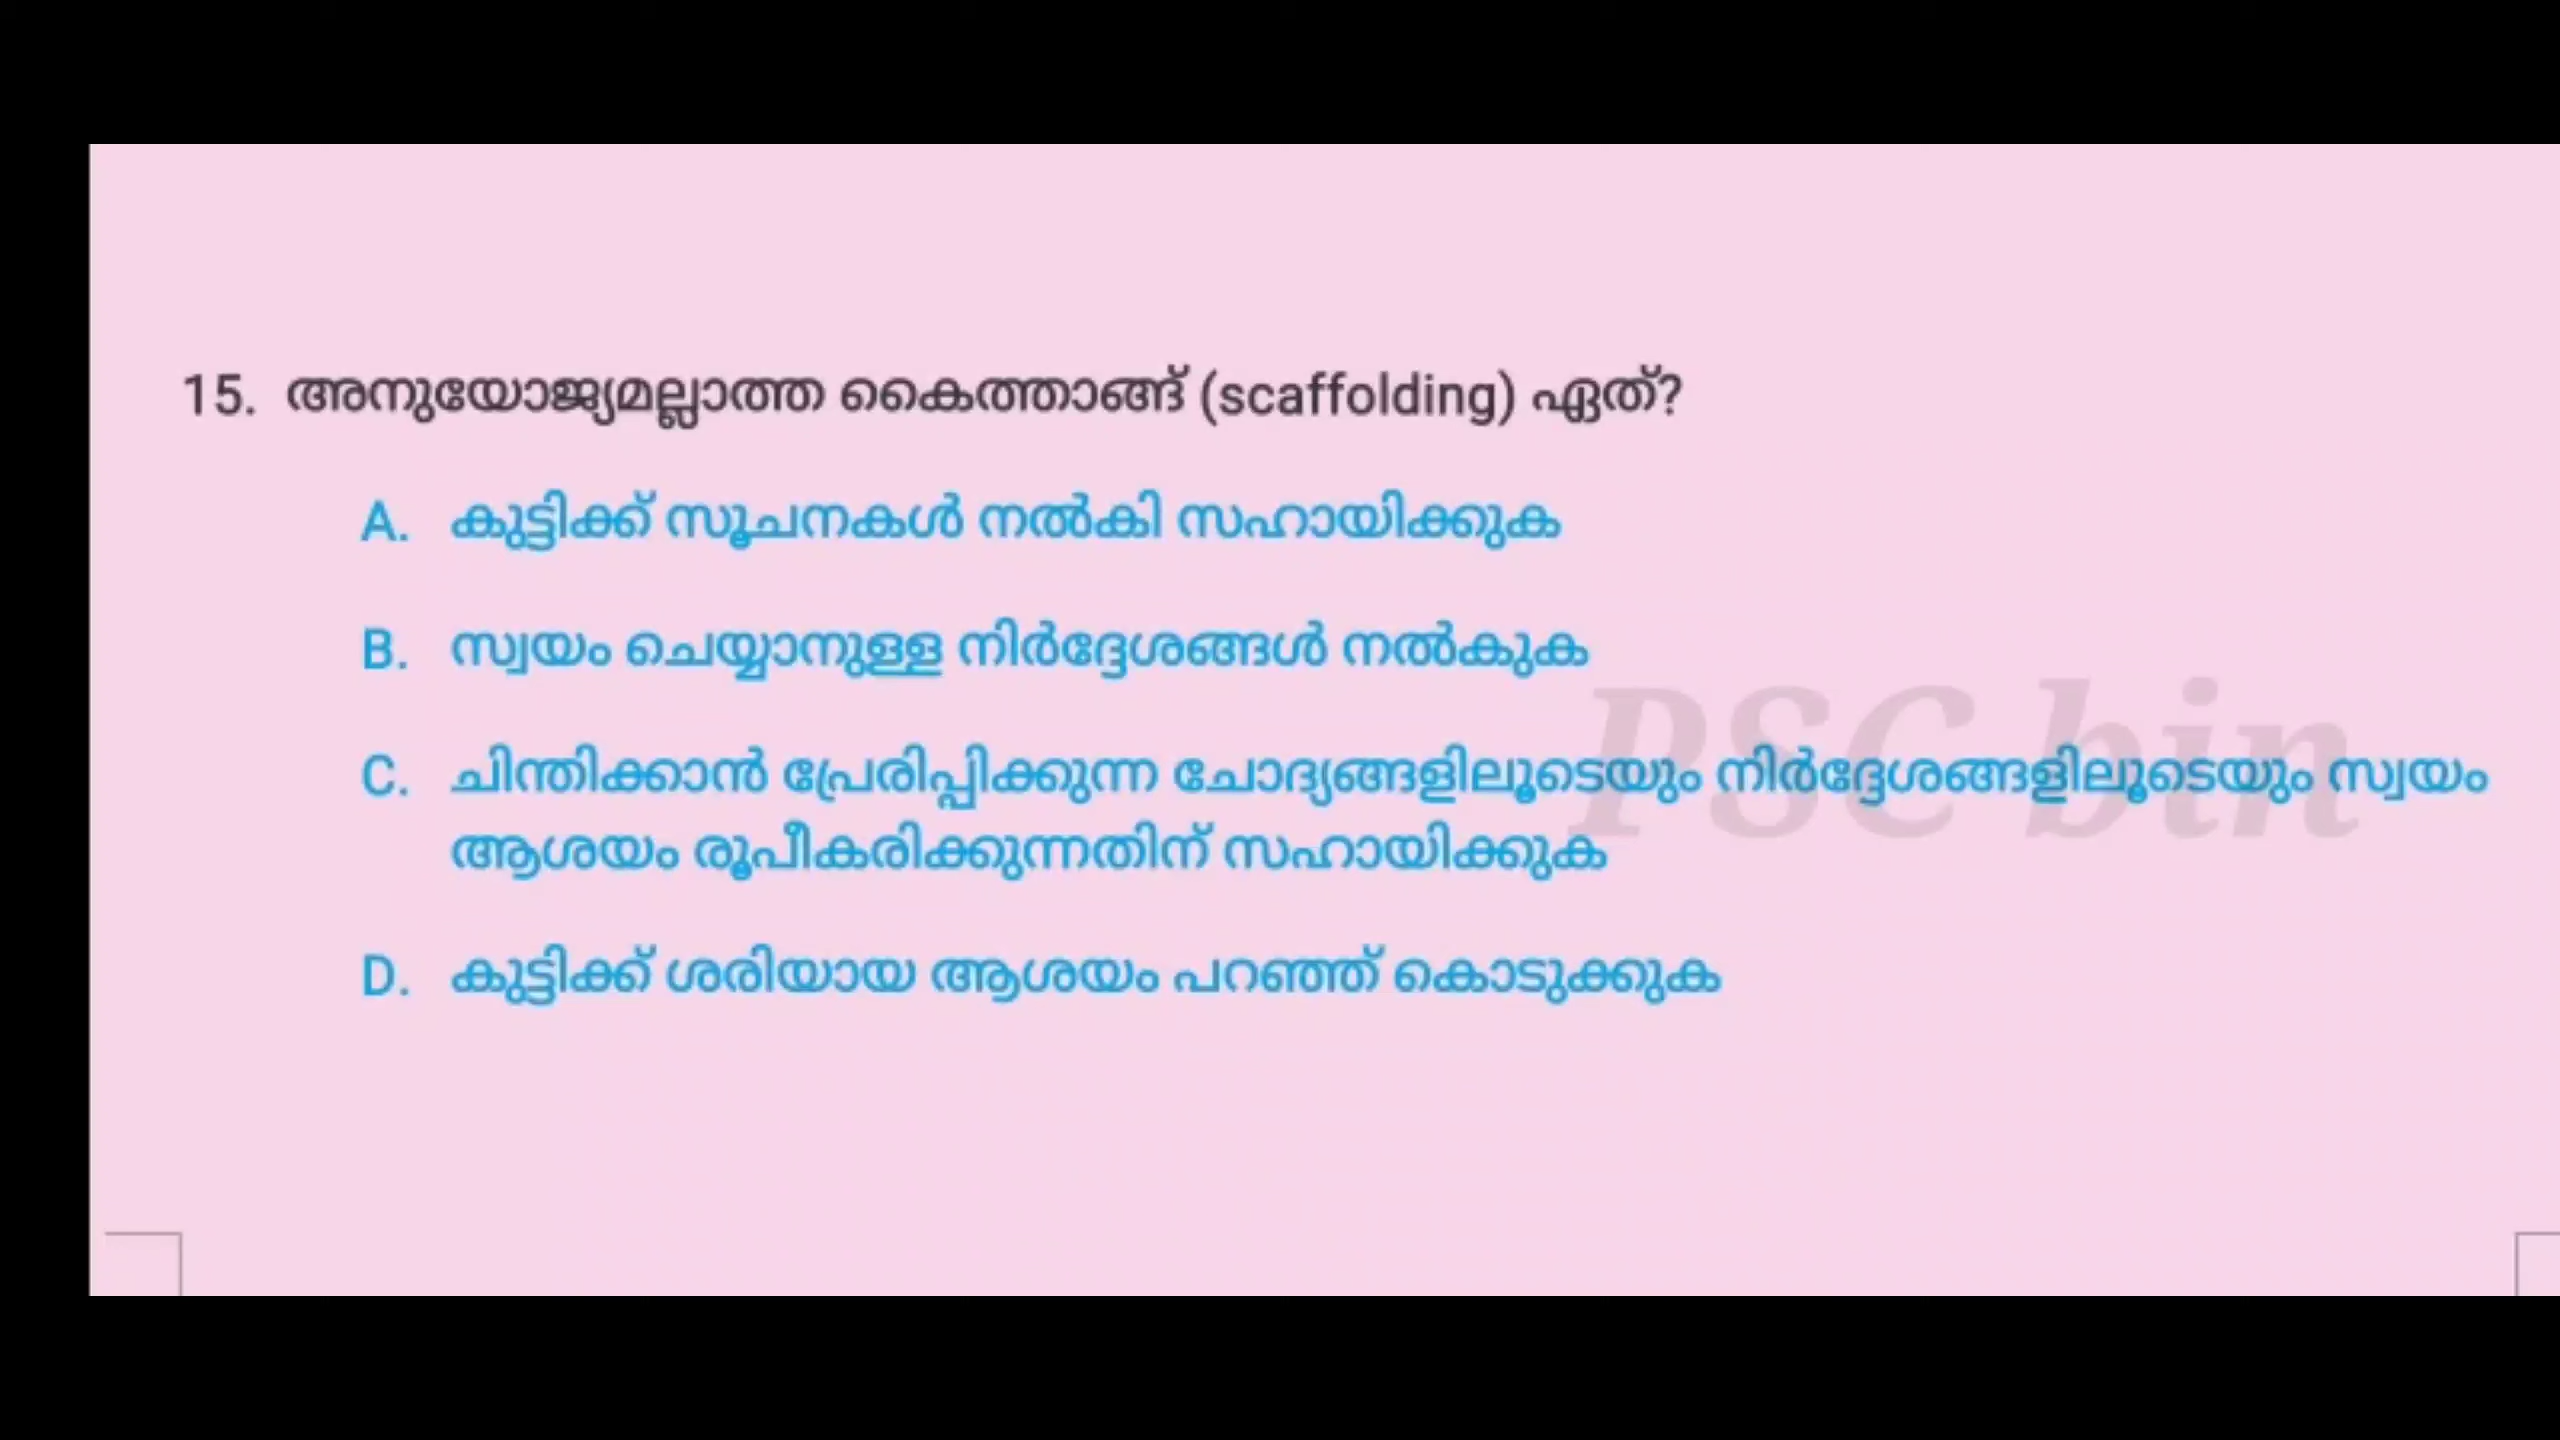 15. അനുയോജ്യമല്ലാത്ത കൈത്താങ്ങ് (scaffolding) ഏത്?
A. കുട്ടിക്ക് സൂചനകൾ നൽകി സഹായിക്കുക
B. സ്വയം ചെയ്യാനുള്ള നിർദ്ദേശങ്ങൾ നൽകുക
PSC bin
C. ചിന്തിക്കാൻ പ്രേരിപ്പിക്കുന്ന ചോദ്യങ്ങളിലൂടെയും നിർദ്ദേശങ്ങളിലൂടെയും സ്വയം
ആശയം രൂപീകരിക്കുന്നതിന് സഹായിക്കുക
D. കുട്ടിക്ക് ശരിയായ ആശയം പറഞ്ഞ് കൊടുക്കുക